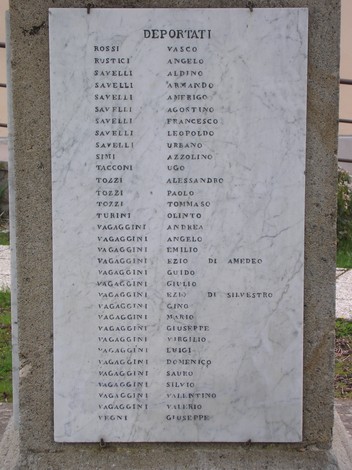 DEPORTATI
ROSSI VASCO
RUSTICI ANGELO
SAVELLI ALDINO
SAVELLI ARMANDO
SAVELLI AMERIGO
SAVELLI AGOSTINO
SAVELLI FRANCESCO
SAVELLI LEOPOLDO
SAVELLI URBANO
SIMI AZZOLINO
TACCONI UGO
TOZZI ALESSANDRO
TOZZI PAOLO
TOZZI TOMMASO
TURINI OLINTO
VAGAGGINI ANDREA
VAGAGGINI ANGELO
VAGAGGINI EMILIO
VAGAGGINI EZIO DI AMEDEO
VAGAGGINI GUIDO
VAGAGGINI GIULIO
VAGAGGINI EZIO DI SILVESTRO
VAGAGGINI GINO
VAGAGGINI MARIO
VAGAGGINI GIUSEPPE
VAGAGGINI VIRGILIO
VAGAGGINI LUIGI
VAGAGGINI DOMENICO
VAGAGGINI SAURO
VAGAGGINI SILVIO
VAGAGGINI VALLINTINO
VAGAGGINI VALERIO
VEGNI GIUSEPPE